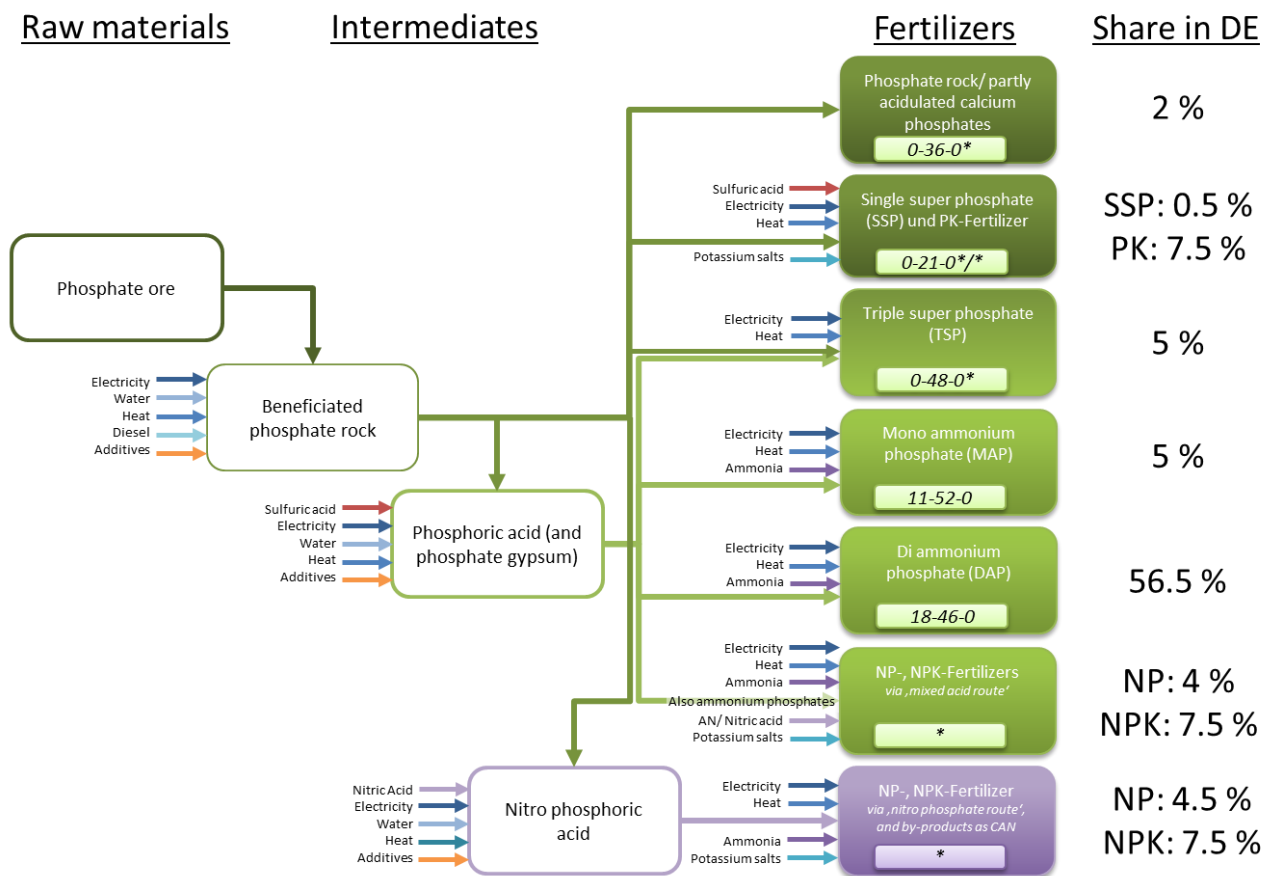 Raw materials
Intermediates
Fertilizers
Share in DE
Phosphate rock/ partly
acidulated calcium
phosphates
0-36-0*
2 %
Sulfuric acid
Electricity
Heat
Potassium salts
Single super phosphate
(SSP) und PK-Fertilizer
0-21-0*/*
SSP: 0.5 %
PK: 7.5 %
Phosphate ore
Electricity
Heat
Triple super phosphate
(TSP)
0-48-0*
5 %
Electricity
Water
Heat
Diesel
Additives
Beneficiated
phosphate rock
Electricity
Heat
Ammonia
Mono ammonium
phosphate (MAP)
11-52-0
5 %
Sulfuric acid
Electricity
Water
Heat
Additives
Phosphoric acid (and
phosphate gypsum)
Electricity
Heat
Ammonia
Di ammonium
phosphate (DAP)
18-46-0
56.5 %
Electricity
Heat
Ammonia
Also ammonium phosphates
AN/ Nitric acid
Potassium salts
NP-, NPK-Fertilizers
via ‚mixed acid route‘
*
NP: 4 %
NPK: 7.5 %
Nitric Acid
Electricity
Water
Heat
Additives
Nitro phosphoric
acid
Electricity
Heat
Ammonia
Potassium salts
NP-, NPK-Fertilizer
via ‚nitro phosphate route‘,
and by-products as CAN
*
NP: 4.5 %
NPK: 7.5 %